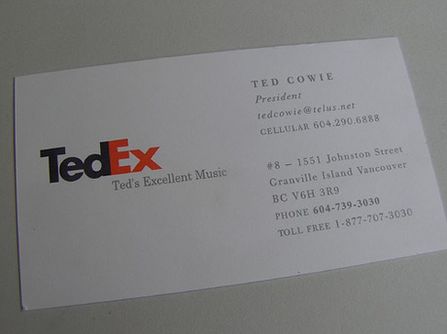 TED COWIE
President
tedcowie@telus.net
CELLULAR 604.290.6888
TedEx
Ted's Excellent Music
#8 – 1551 Johnston Street
Granville Island Vancouver
BC V6H 3R9
PHONE 604-739-3030
TOLL FREE 1-877-707-3030